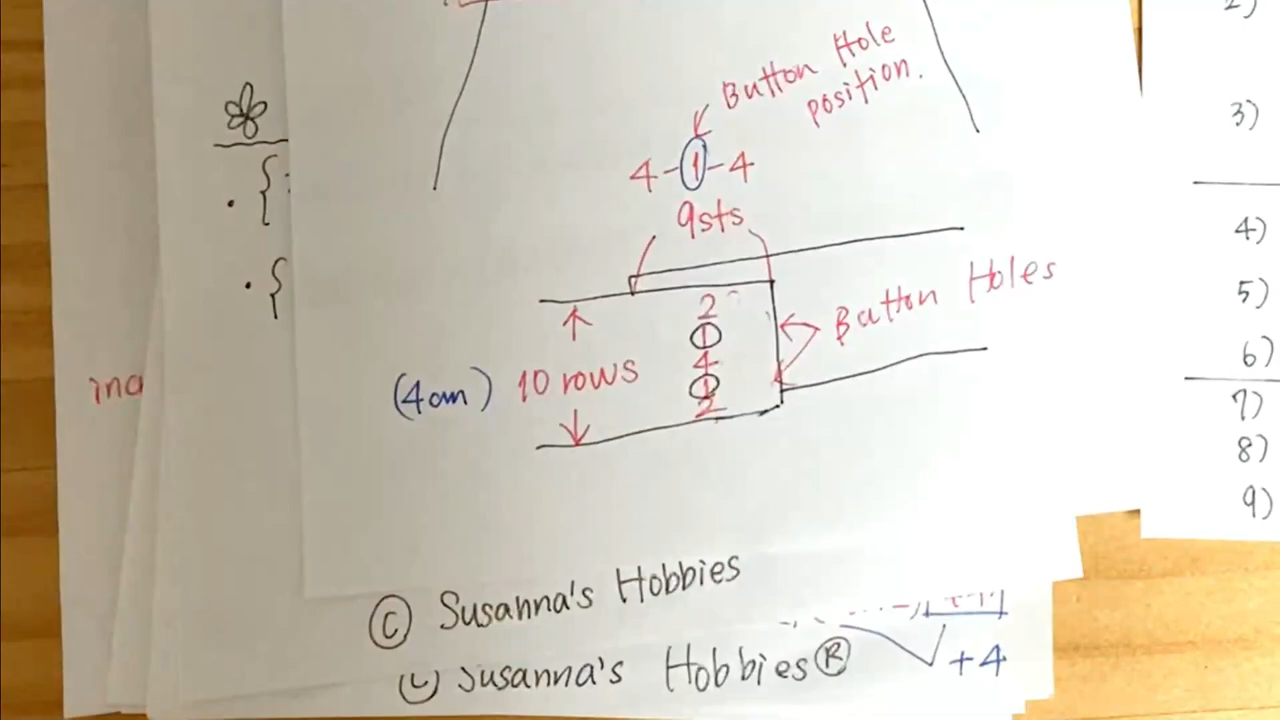 Button Hole
position.
4-1-4
9sts
2
1
4
1
2
Button Holes
(4cm) 10 rows
© Susanna's Hobbies
Susanna's Hobbies®
+4
2)
3)
4)
5)
6)
7)
8)
9)